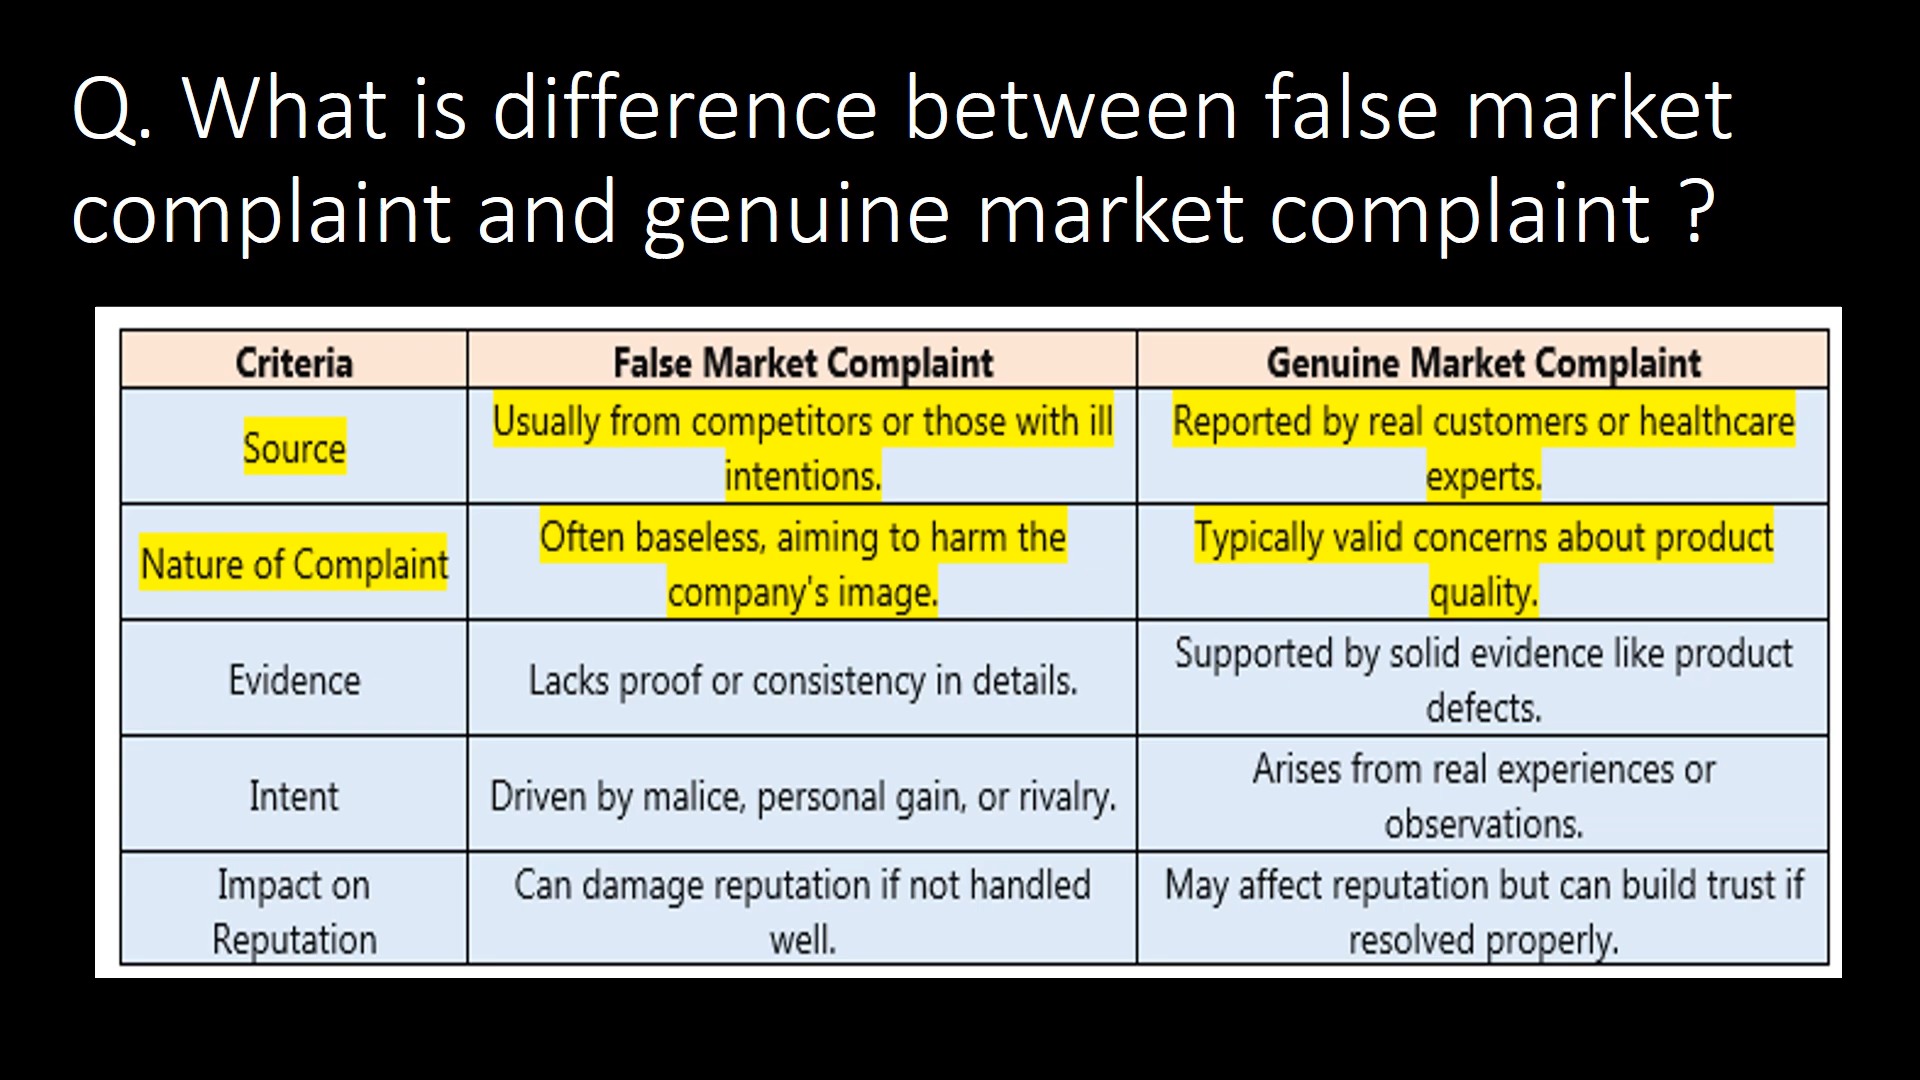 Q. What is difference between false market
complaint and genuine market complaint ?
Criteria
False Market Complaint
Genuine Market Complaint
Source
Usually from competitors or those with ill
intentions.
Reported by real customers or healthcare
experts.
Nature of Complaint
Often baseless, aiming to harm the
company's image.
Typically valid concerns about product
quality.
Evidence
Lacks proof or consistency in details.
Supported by solid evidence like product
defects.
Intent
Driven by malice, personal gain, or rivalry.
Arises from real experiences or
observations.
Impact on
Reputation
Can damage reputation if not handled
well.
May affect reputation but can build trust if
resolved properly.